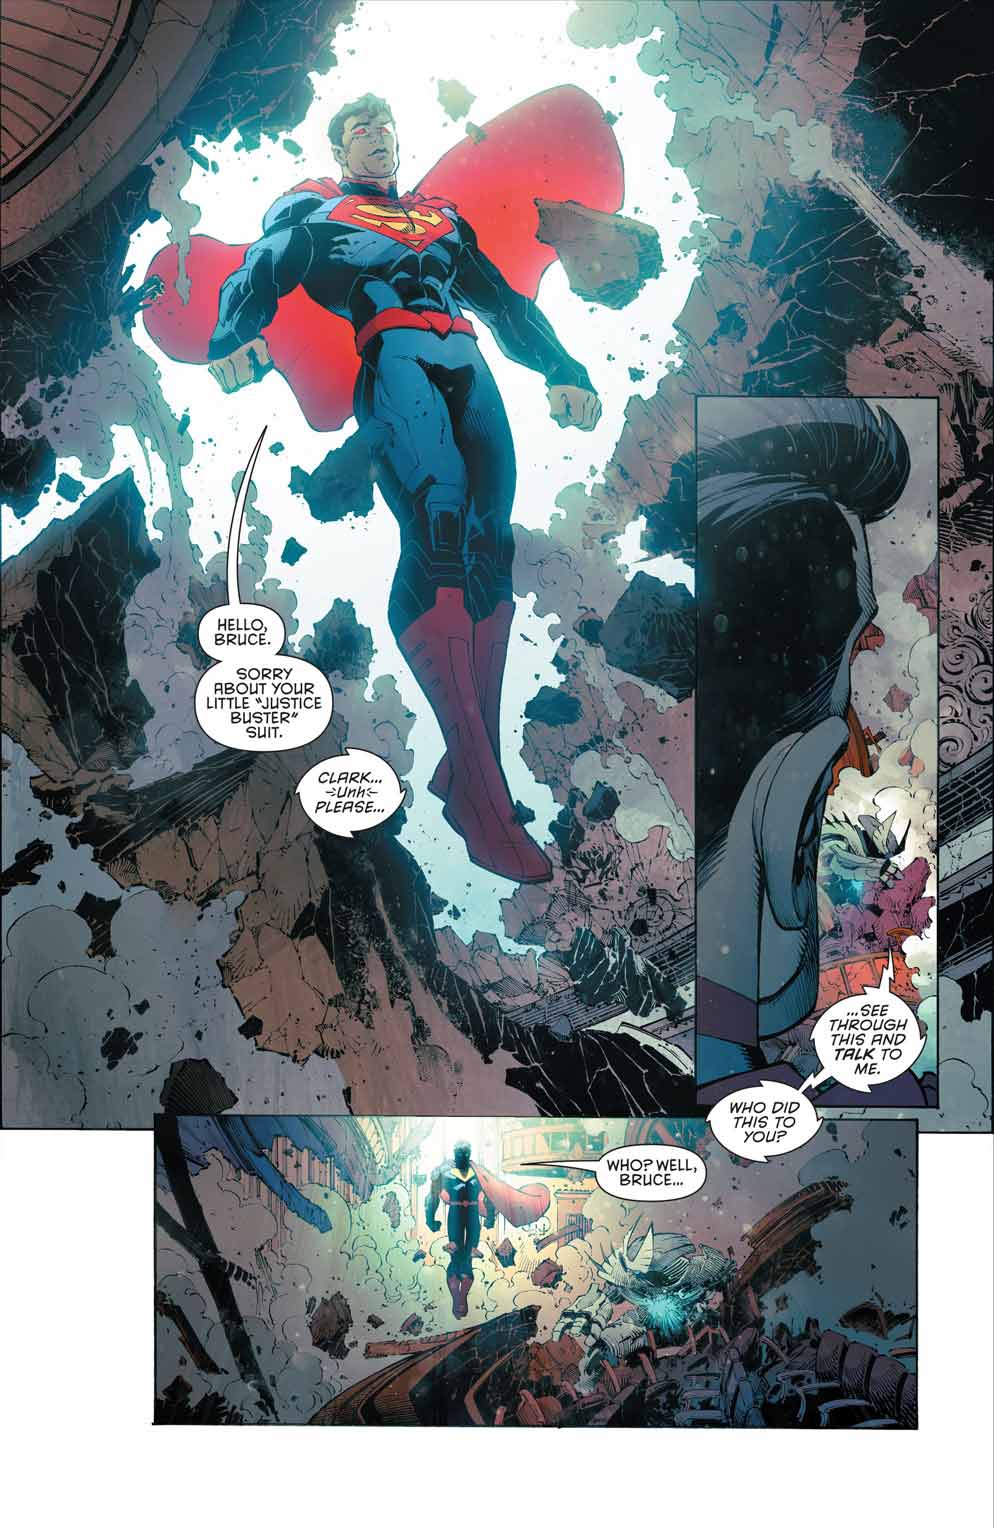 HELLO,
BRUCE.
SORRY
ABOUT YOUR
LITTLE "JUSTICE
BUSTER"
SUIT.
CLARK...
-Unh-
PLEASE...
...SEE
THROUGH
THIS AND
TALK TO
ME.
WHO DID
THIS TO
YOU?
WHO? WELL,
BRUCE...